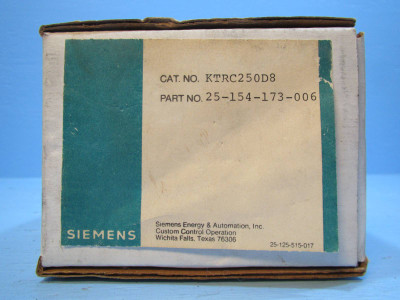 CAT. NO. KTRC250D8
PART NO. 25-154-173-006
SIEMENS
Siemens Energy & Automation, Inc.
Custom Control Operation
Wichita Falls, Texas 76306
25-125-515-017